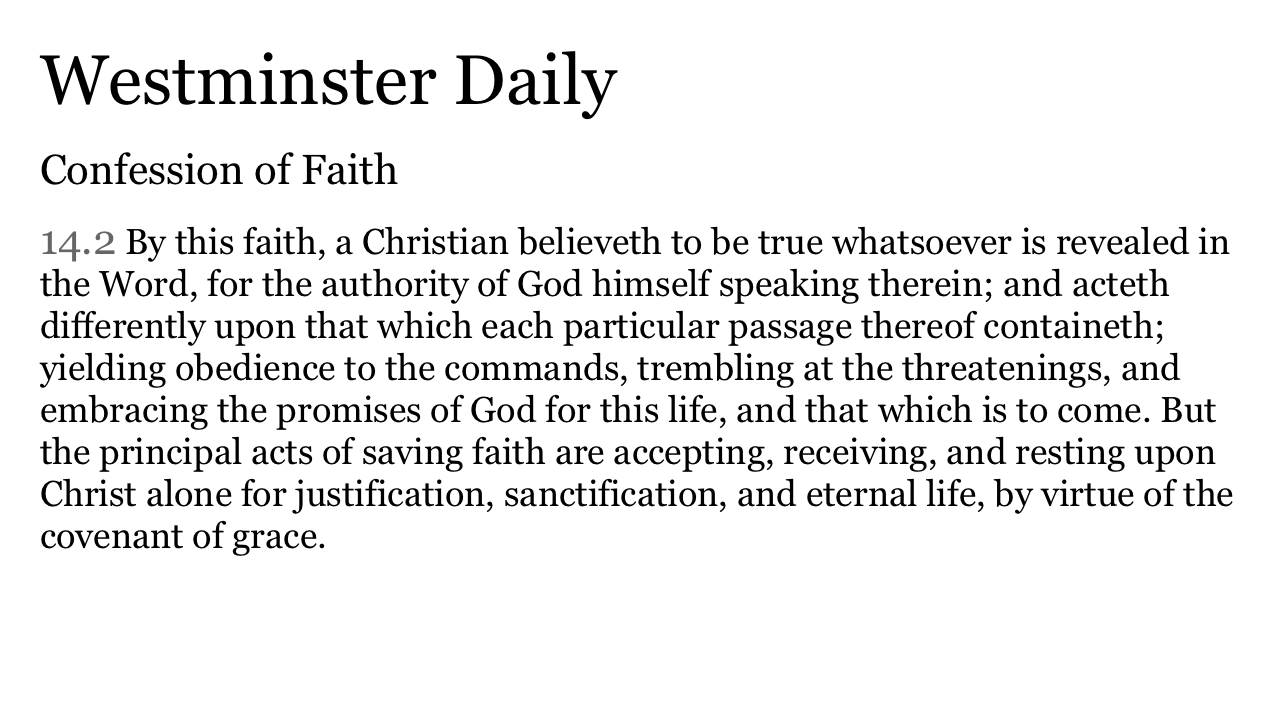 Westminster Daily
Confession of Faith
14.2 By this faith, a Christian believeth to be true whatsoever is revealed in
the Word, for the authority of God himself speaking therein; and acteth
differently upon that which each particular passage thereof containeth;
yielding obedience to the commands, trembling at the threatenings, and
embracing the promises of God for this life, and that which is to come. But
the principal acts of saving faith are accepting, receiving, and resting upon
Christ alone for justification, sanctification, and eternal life, by virtue of the
covenant of grace.